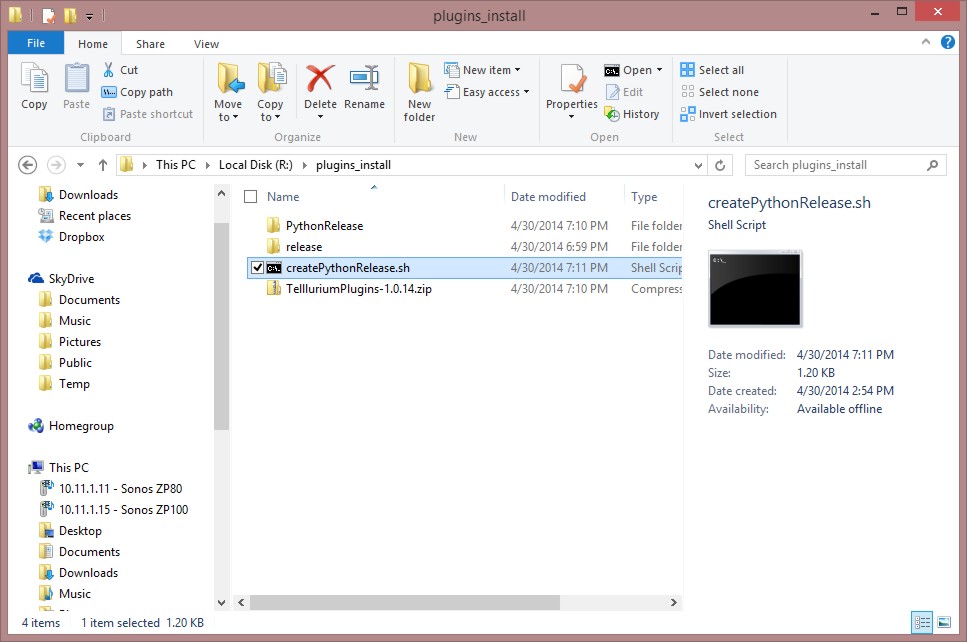 plugins_install
File Home Share View
Copy
Paste
Cut
Copy path
Paste shortcut
Clipboard
Move to
Copy to
Delete
Rename
Organize
New folder
New item
Easy access
New
Properties
Open
Edit
History
Open
Select all
Select none
Invert selection
Select
This PC Local Disk (R:) plugins_install
Search plugins_install
Downloads
Recent places
Dropbox
SkyDrive
Documents
Music
Pictures
Public
Temp
Homegroup
This PC
10.11.1.11 - Sonos ZP80
10.11.1.15 - Sonos ZP100
Desktop
Documents
Downloads
Music
Name Date modified Type
PythonRelease 4/30/2014 7:10 PM File folder
release 4/30/2014 6:59 PM File folder
createPythonRelease.sh 4/30/2014 7:11 PM Shell Scrip
TellluriumPlugins-1.0.14.zip 4/30/2014 7:10 PM Compress
createPythonRelease.sh
Shell Script
Date modified: 4/30/2014 7:11 PM
Size: 1.20 KB
Date created: 4/30/2014 2:54 PM
Availability: Available offline
4 items 1 item selected 1.20 KB